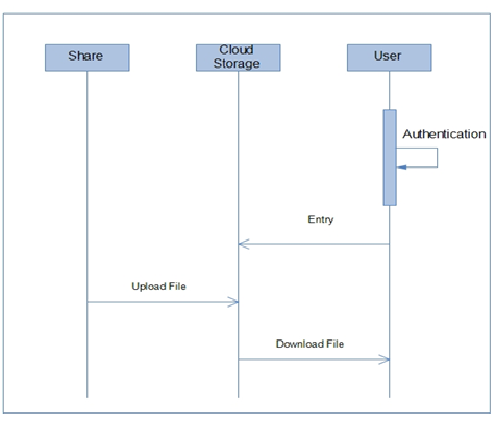 Share
Cloud
Storage
User
Authentication
Entry
Upload File
Download File